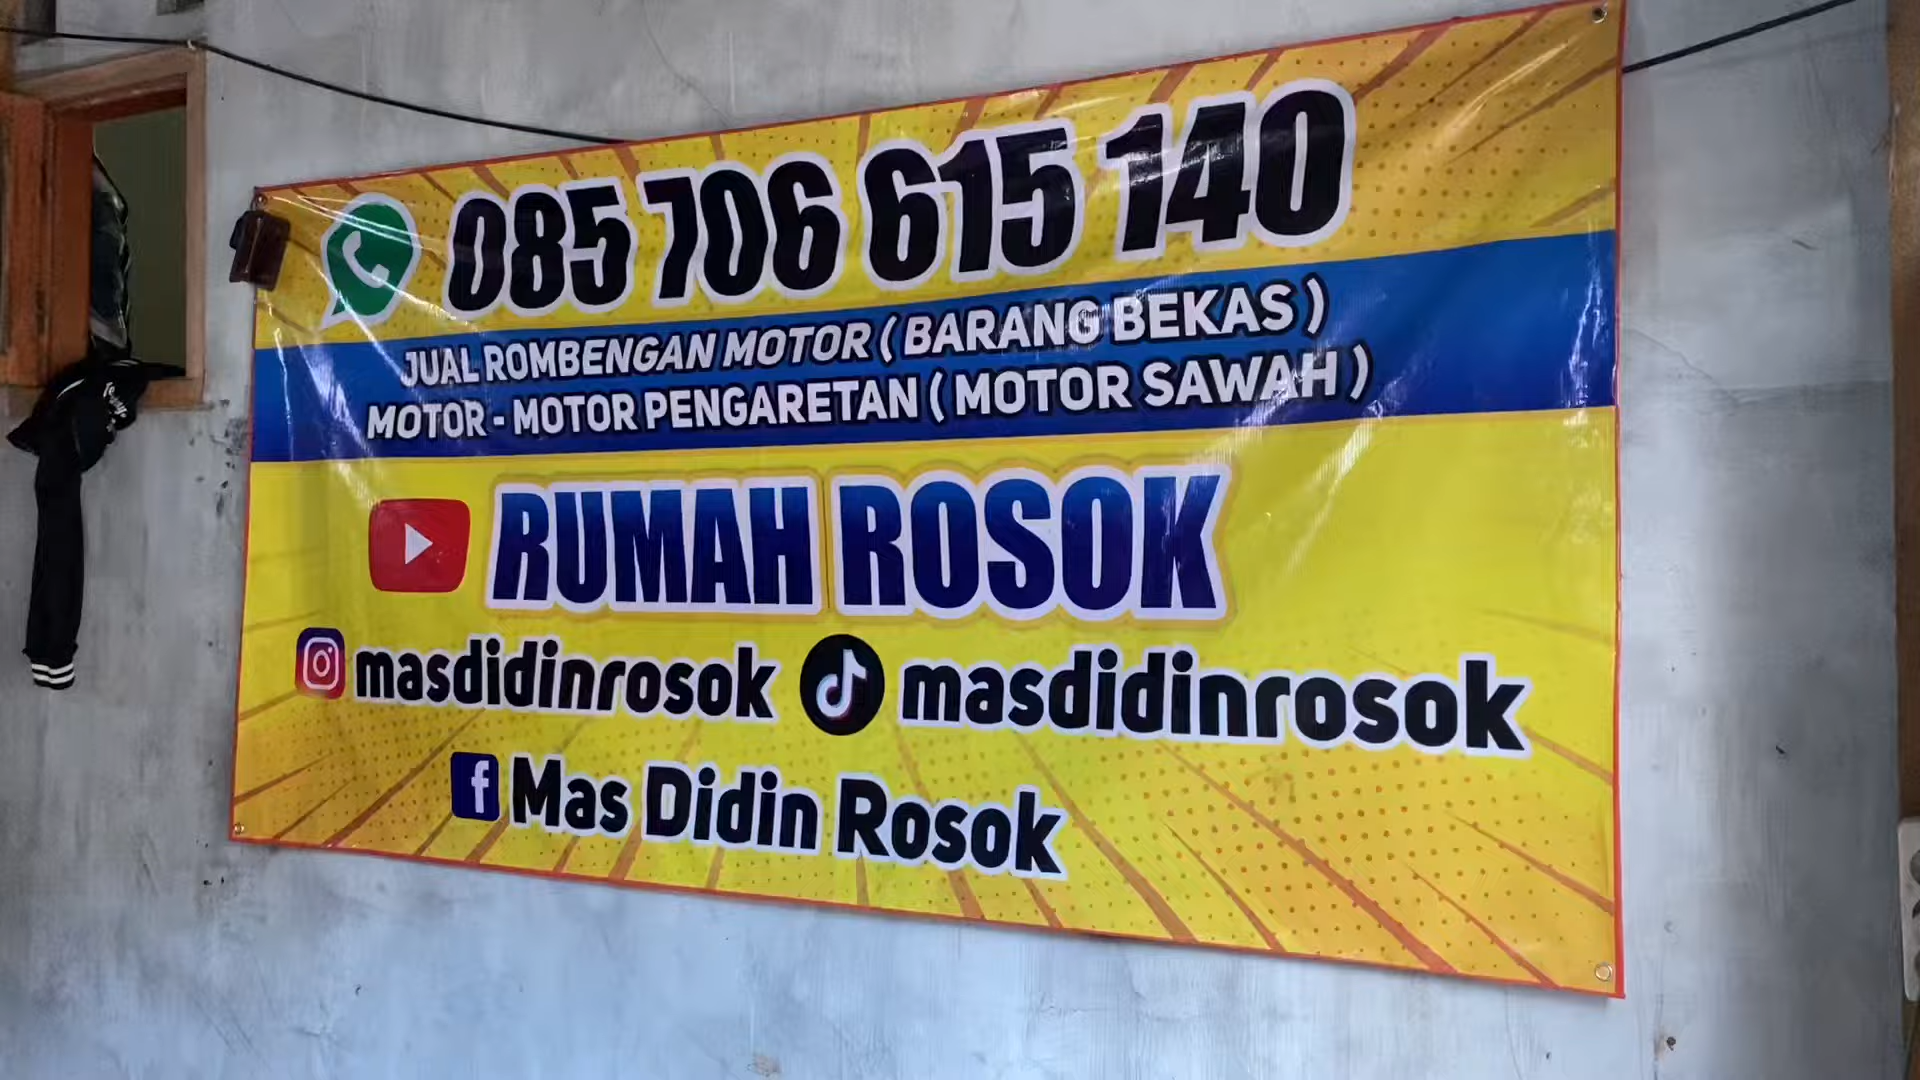 085 706 615 140
JUAL ROMBENGAN MOTOR ( BARANG BEKAS )
MOTOR - MOTOR PENGARETAN ( MOTOR SAWAH )
RUMAH ROSOK
masdidinrosok masdidinrosok
Mas Didin Rosok